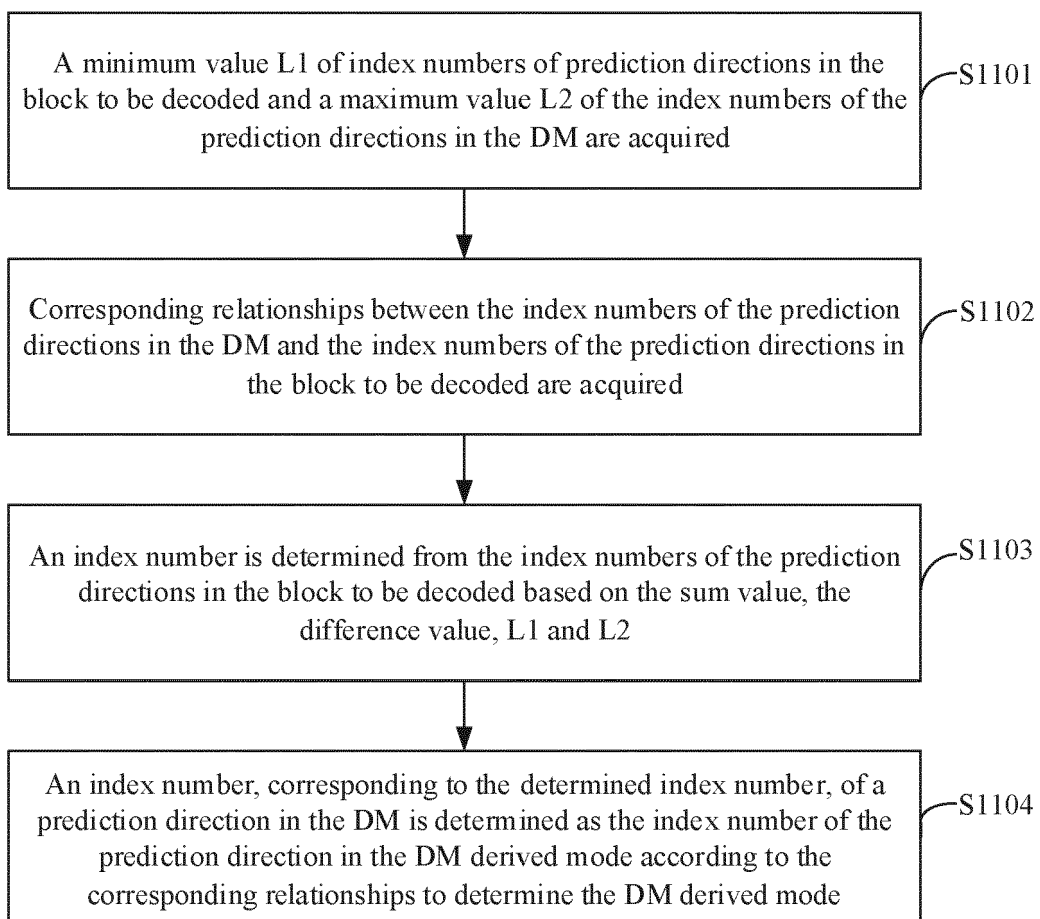 A minimum value L1 of index numbers of prediction directions in the
block to be decoded and a maximum value L2 of the index numbers of the
prediction directions in the DM are acquired
S1101
Corresponding relationships between the index numbers of the prediction
directions in the DM and the index numbers of the prediction directions in
the block to be decoded are acquired
S1102
An index number is determined from the index numbers of the prediction
directions in the block to be decoded based on the sum value, the
difference value, L1 and L2
S1103
An index number, corresponding to the determined index number, of a
prediction direction in the DM is determined as the index number of the
prediction direction in the DM derived mode according to the
corresponding relationships to determine the DM derived mode
S1104